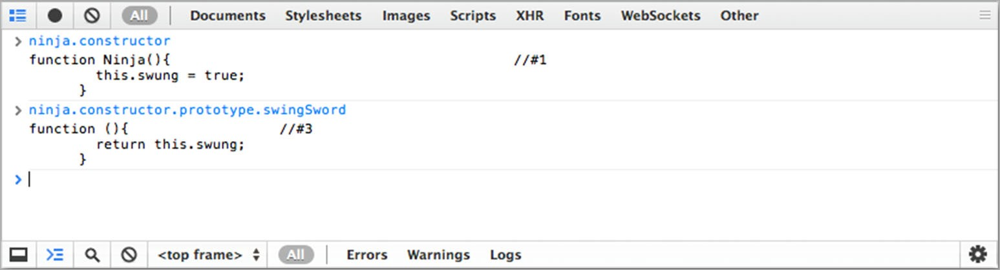 All Documents Stylesheets Images Scripts XHR Fonts WebSockets Other
> ninja.constructor
function Ninja(){ //#1
this.swung = true;
}
> ninja.constructor.prototype.swingSword
function (){ //#3
return this.swung;
}
>
<top frame> All Errors Warnings Logs